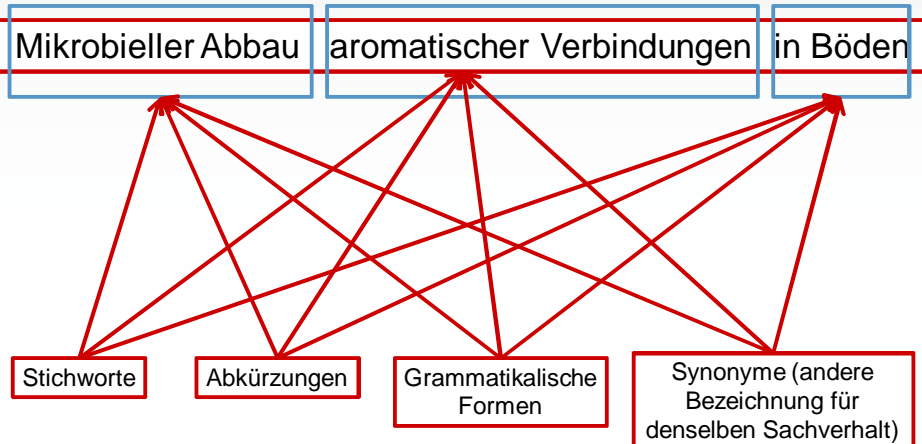 Mikrobieller Abbau aromatischer Verbindungen in Böden
Stichworte
Abkürzungen
Grammatikalische
Formen
Synonyme (andere
Bezeichnung für
denselben Sachverhalt)